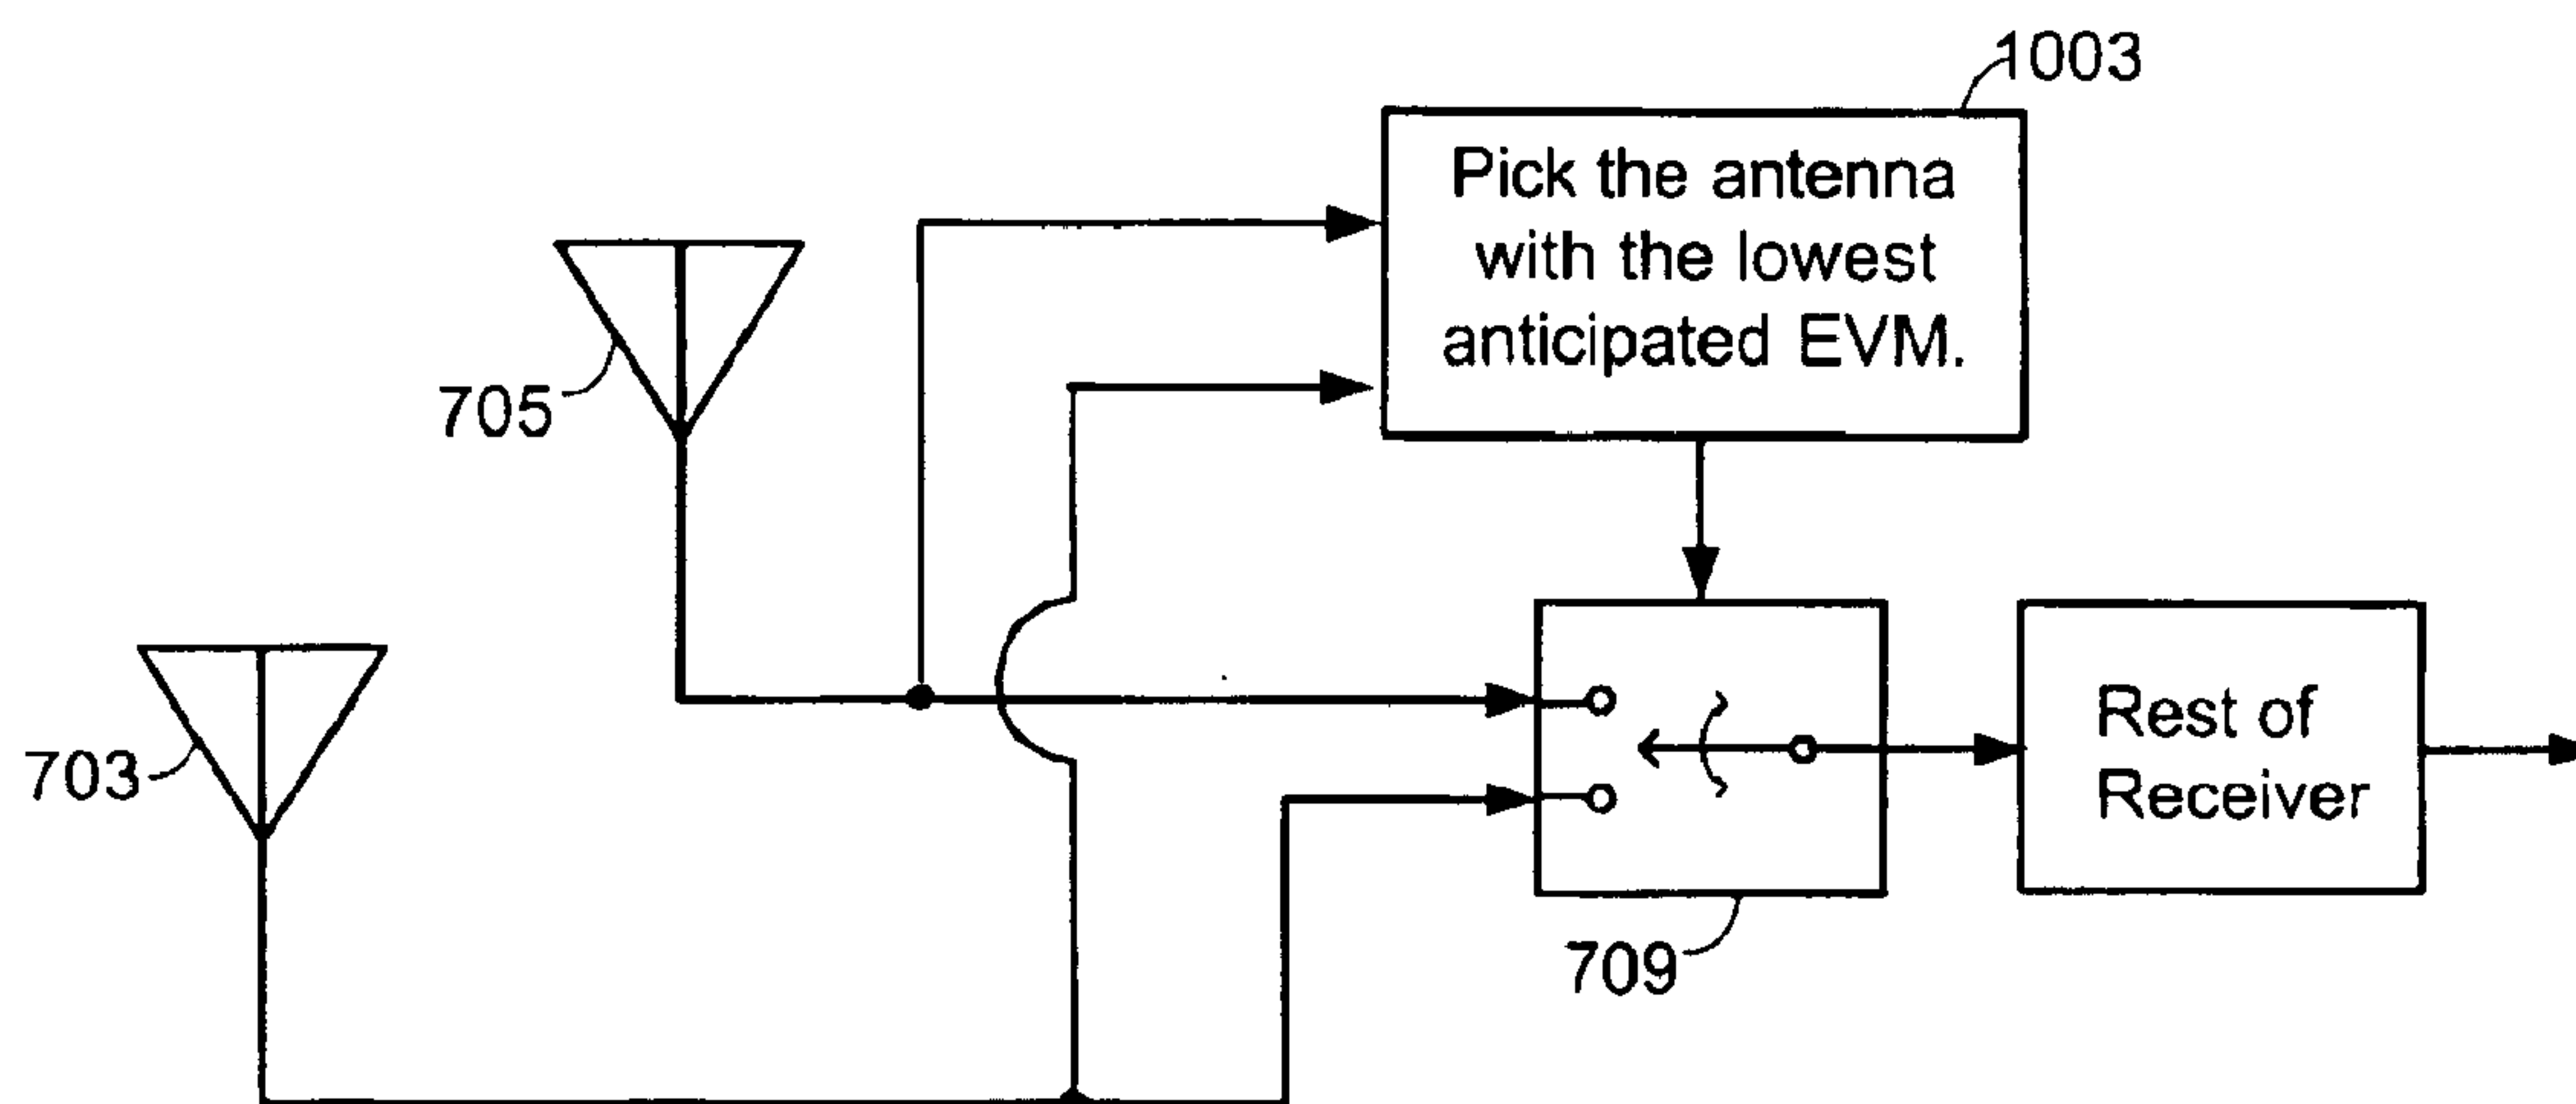 1003
Pick the antenna
with the lowest
anticipated EVM.
705
703
Rest of
Receiver
709